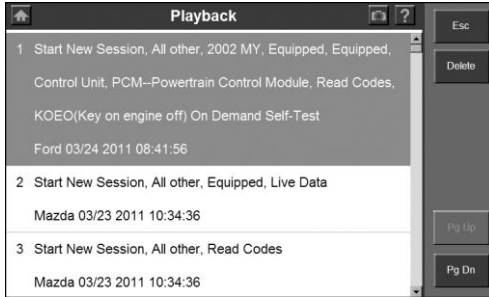 Playback
?
Esc
Delete
1 Start New Session, All other, 2002 MY, Equipped, Equipped,
Control Unit, PCM--Powertrain Control Module, Read Codes,
KOEO(Key on engine off) On Demand Self-Test
Ford 03/24 2011 08:41:56
2 Start New Session, All other, Equipped, Live Data
Mazda 03/23 2011 10:34:36
3 Start New Session, All other, Read Codes
Mazda 03/23 2011 10:34:36
Pg Up
Pg Dn